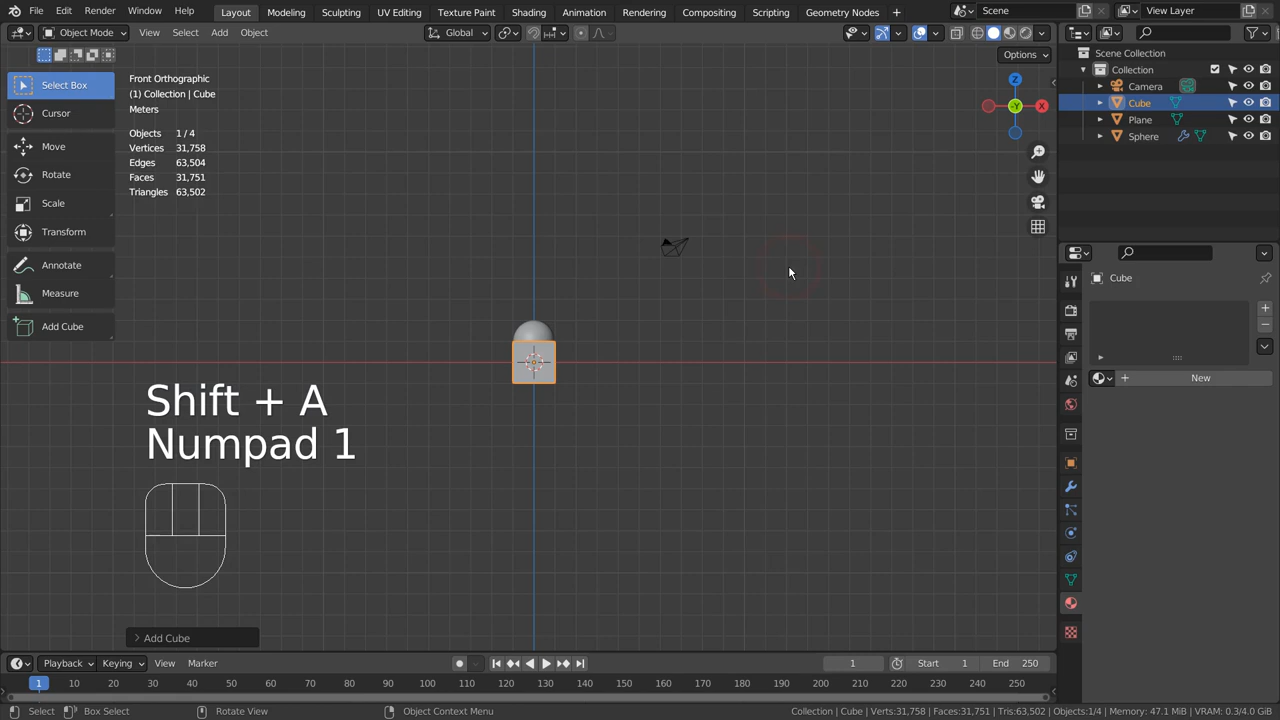 File Edit Render Window Help Layout Modeling Sculpting UV Editing Texture Paint Shading Animation Rendering Compositing Scripting Geometry Nodes + Scene View Layer
Object Mode View Select Add Object Global
Options
Select Box
Cursor
Move
Rotate
Scale
Transform
Annotate
Measure
Add Cube
Front Orthographic
(1) Collection | Cube
Meters
Objects 1 / 4
Vertices 31,758
Edges 63,504
Faces 31,751
Triangles 63,502
Z
-Y
X
Shift + A
Numpad 1
Add Cube
Scene Collection
Collection
Camera
Cube
Plane
Sphere
Cube
New
Playback Keying View Marker 1 Start 1 End 250
1 10 20 30 40 50 60 70 80 90 100 110 120 130 140 150 160 170 180 190 200 210 220 230 240 250
Select Box Select Rotate View Object Context Menu Collection | Cube | Verts:31,758 | Faces:31,751 | Tris:63,502 | Objects:1/4 | Memory: 47.1 MiB | VRAM: 0.3/4.0 GiB